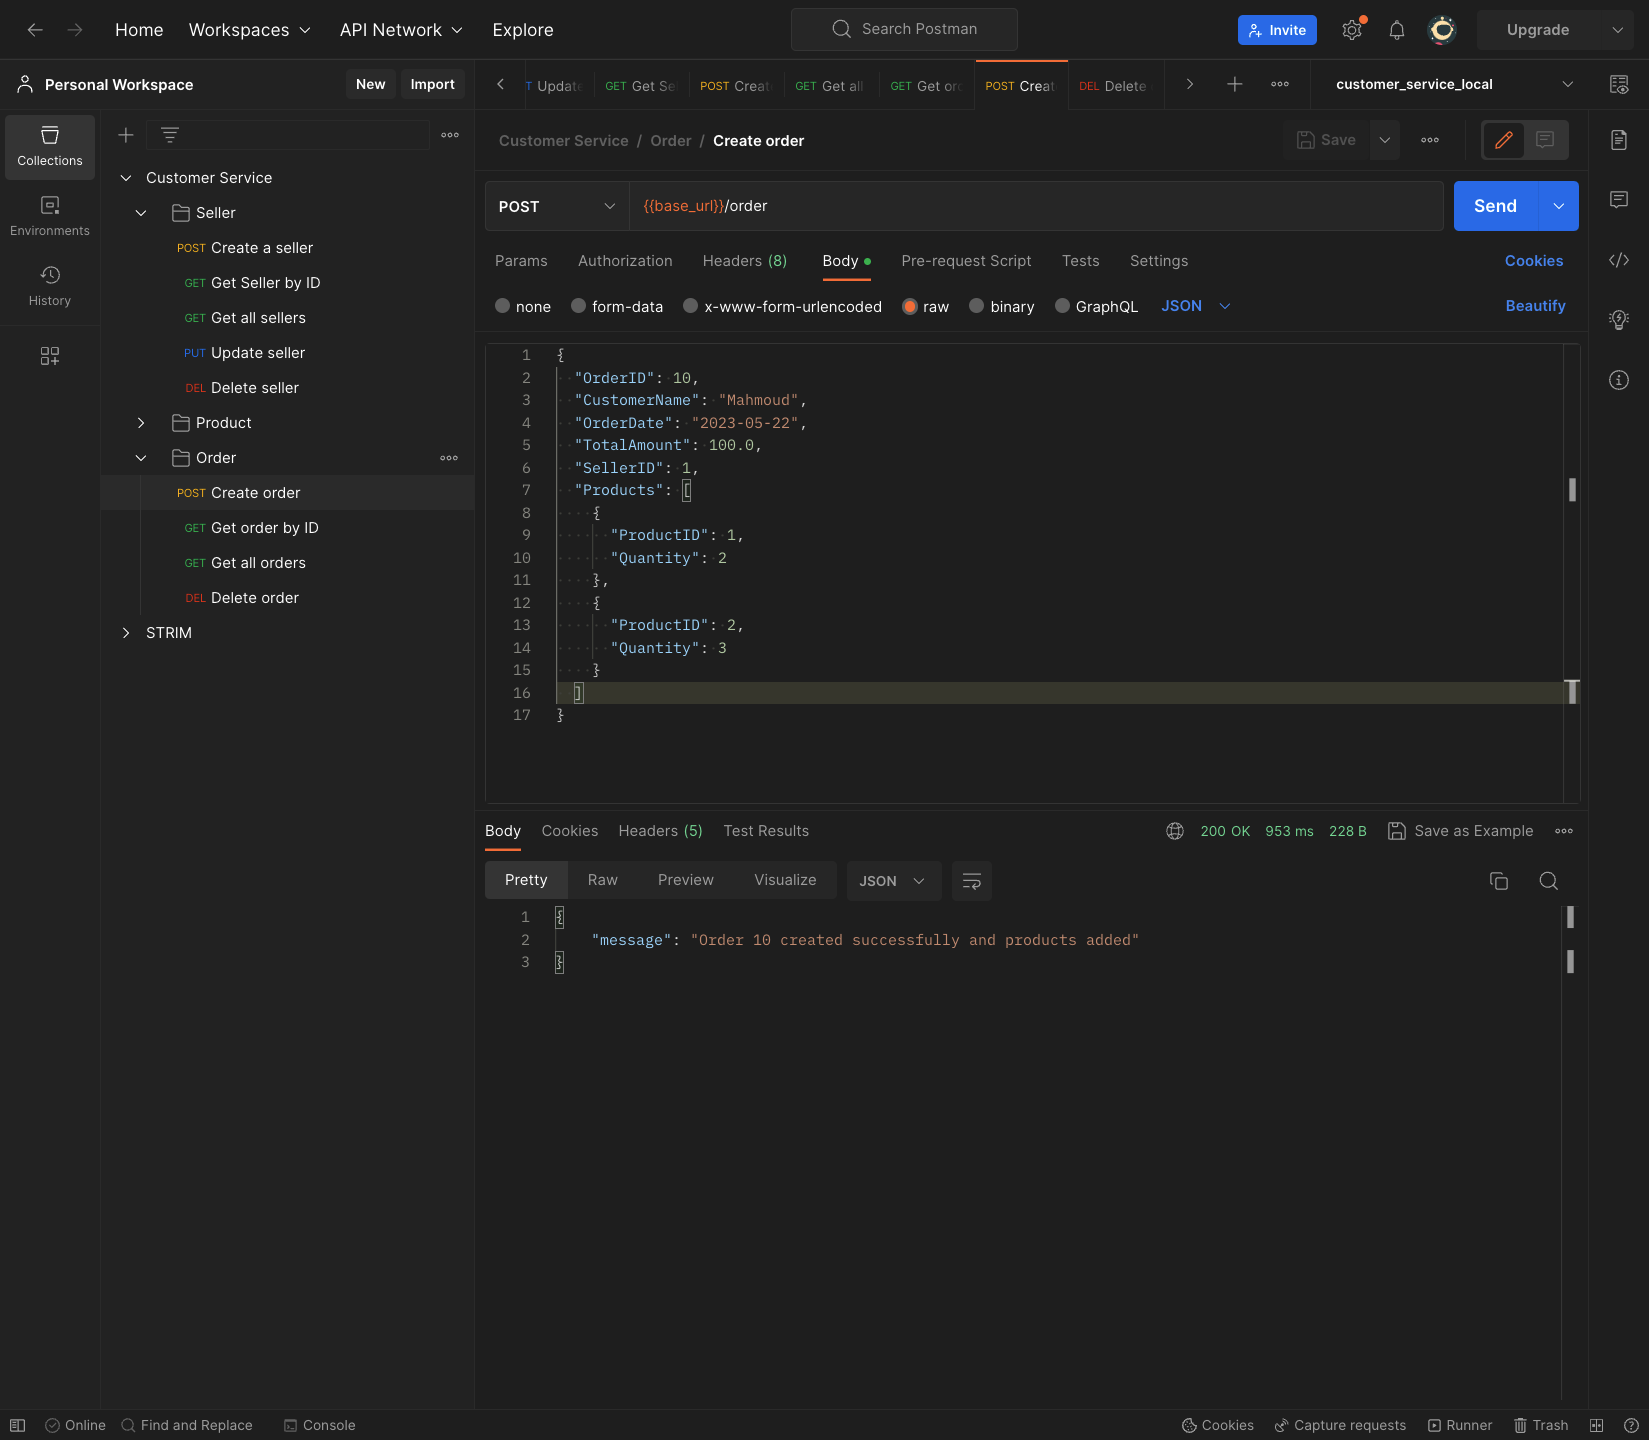 Home Workspaces API Network Explore Search Postman Invite Upgrade
Personal Workspace New Import
T Update GET Get Se POST Creat GET Get all GET Get ord POST Creat DEL Delete customer_service_local
Collections
Environments
History
Customer Service
Seller
POST Create a seller
GET Get Seller by ID
GET Get all sellers
PUT Update seller
DEL Delete seller
Product
Order
POST Create order
GET Get order by ID
GET Get all orders
DEL Delete order
STRIM
Customer Service / Order / Create order Save
POST {{base_url}}/order Send
Params Authorization Headers (8) Body Pre-request Script Tests Settings Cookies
none form-data x-www-form-urlencoded raw binary GraphQL JSON Beautify
1 {
2 "OrderID": 10,
3 "CustomerName": "Mahmoud",
4 "OrderDate": "2023-05-22",
5 "TotalAmount": 100.0,
6 "SellerID": 1,
7 "Products": [
8 {
9 "ProductID": 1,
10 "Quantity": 2
11 },
12 {
13 "ProductID": 2,
14 "Quantity": 3
15 }
16 ]
17 }
Body Cookies Headers (5) Test Results 200 OK 953 ms 228 B Save as Example
Pretty Raw Preview Visualize JSON
1 {
2 "message": "Order 10 created successfully and products added"
3 }
Online Find and Replace Console Cookies Capture requests Runner Trash